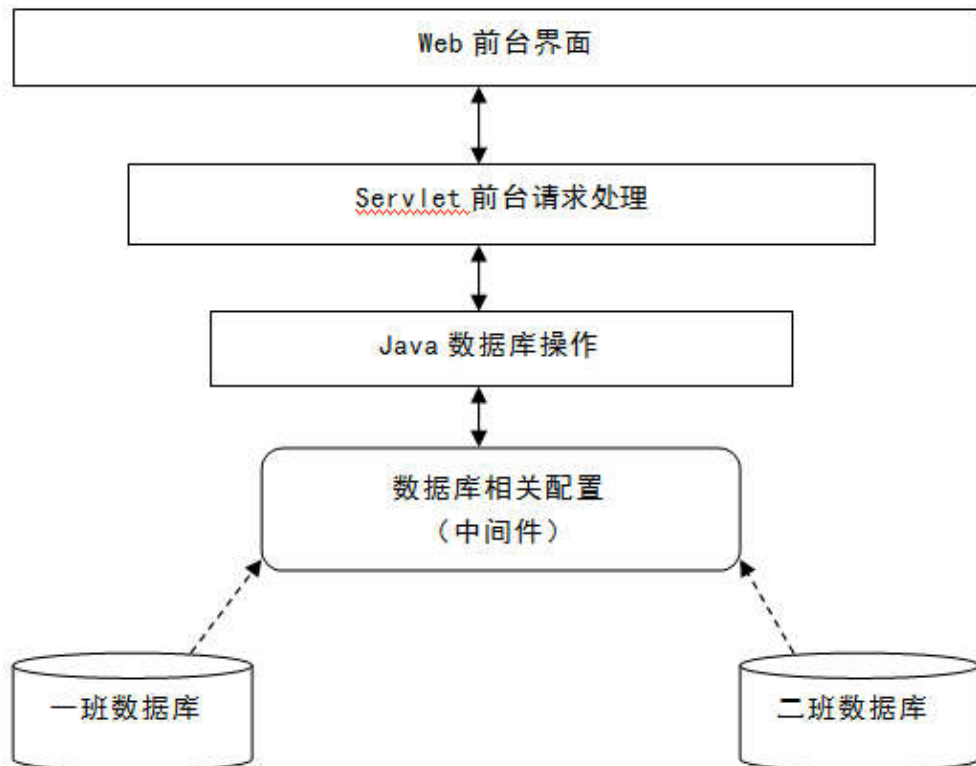 Web 前台界面
Servlet 前台请求处理
Java 数据库操作
数据库相关配置
（中间件）
一班数据库
二班数据库